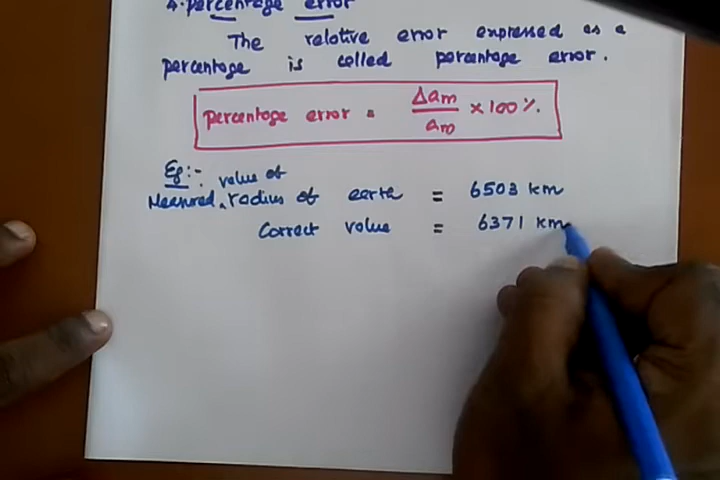 4. percentage error
The relative error expressed as a
percentage is called percentage error.
percentage error = Δam/am × 100%.
Eg:- value of
Measured radius of earth = 6503 km
Correct value = 6371 km